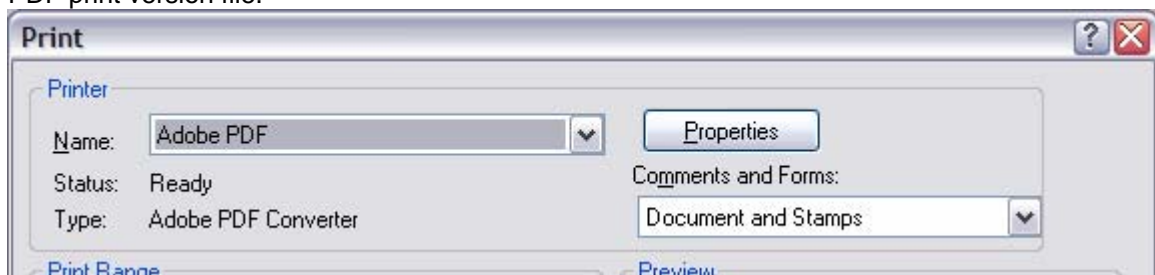 PDF print version file.
Print
Printer
Name: Adobe PDF Properties
Status: Ready Comments and Forms:
Type: Adobe PDF Converter Document and Stamps
Print Range Preview